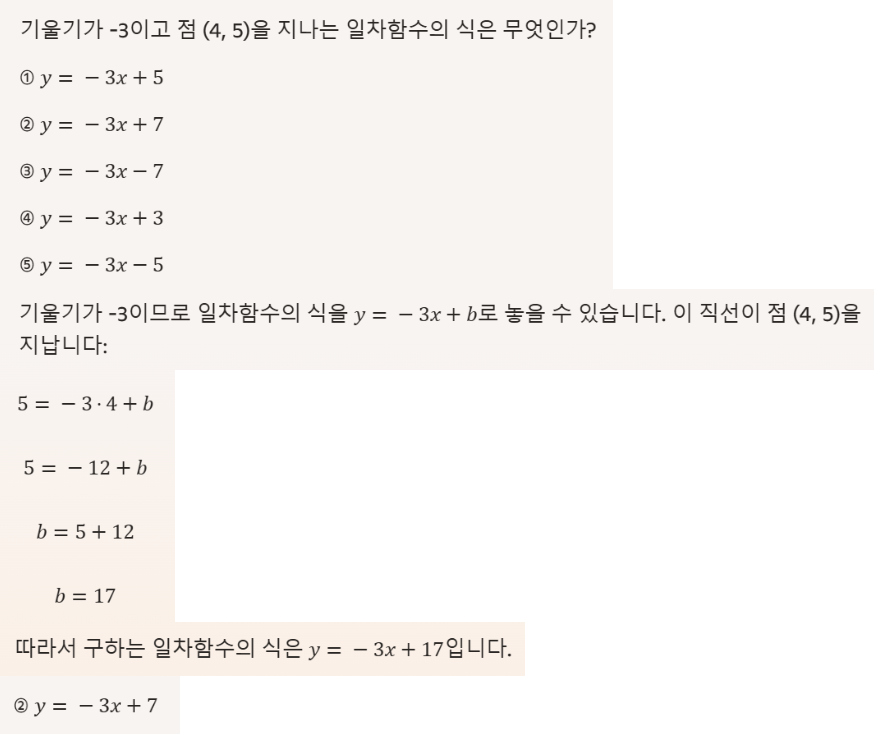 기울기가 -3이고 점 (4, 5)을 지나는 일차함수의 식은 무엇인가?
① y = − 3x + 5
② y = − 3x + 7
③ y = − 3x − 7
④ y = − 3x + 3
⑤ y = − 3x − 5
기울기가 -3이므로 일차함수의 식을 y = − 3x + b로 놓을 수 있습니다. 이 직선이 점 (4, 5)을
지납니다:
5 = − 3 · 4 + b
5 = − 12 + b
b = 5 + 12
b = 17
따라서 구하는 일차함수의 식은 y = − 3x + 17입니다.
② y = − 3x + 7